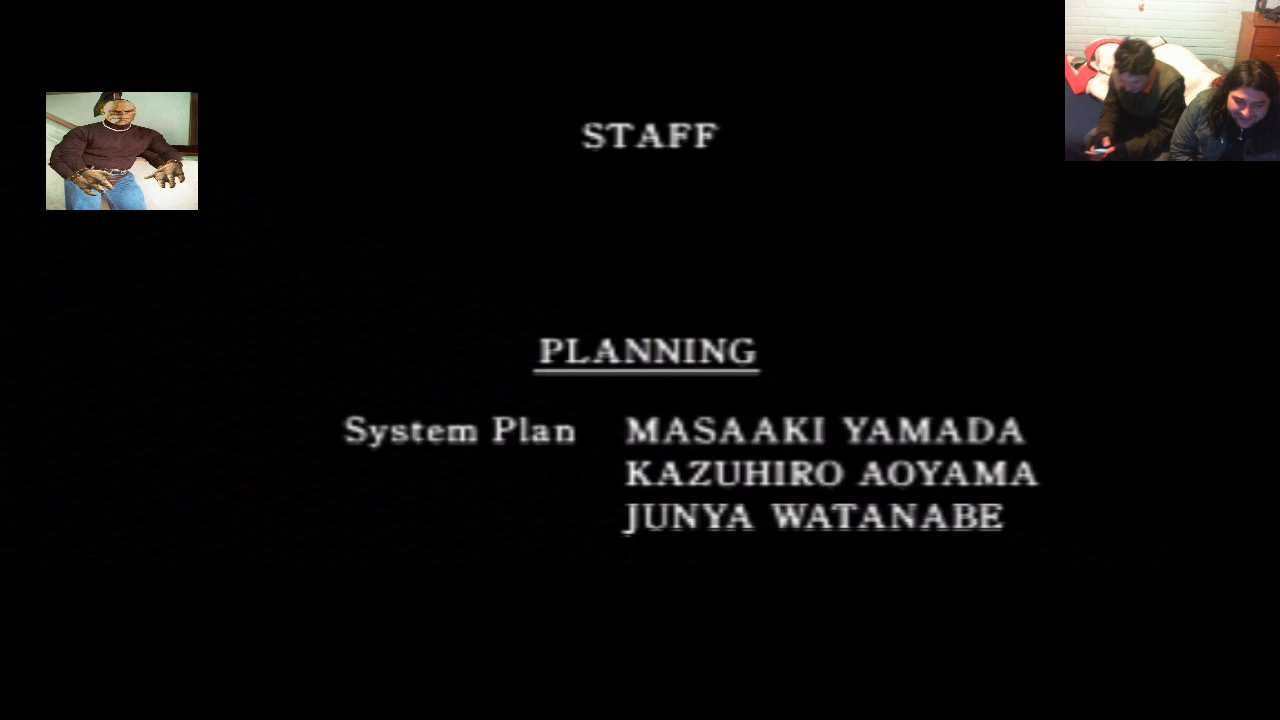 STAFF
PLANNING
System Plan MASAAKI YAMADA
KAZUHIRO AOYAMA
JUNYA WATANABE